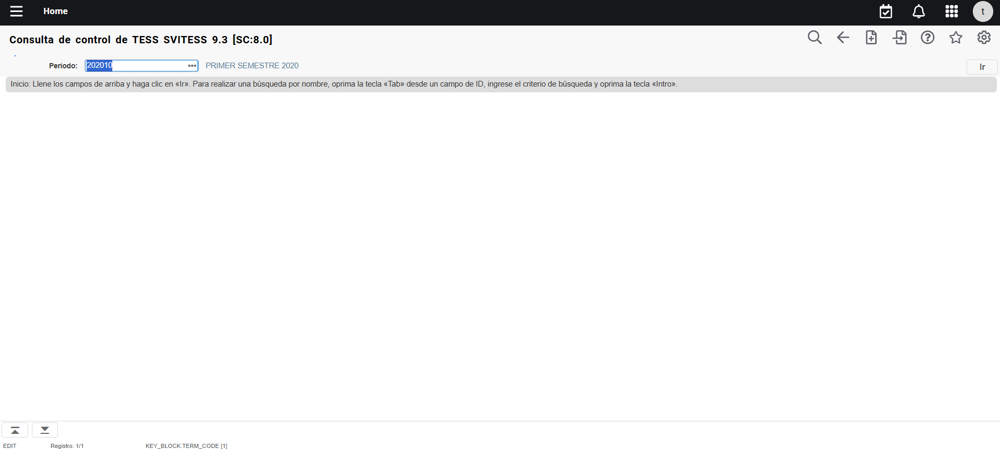 Home
t
Consulta de control de TESS SVITESS 9.3 [SC:8.0]
Periodo: 202010 ••• PRIMER SEMESTRE 2020
Ir
Inicio: Llene los campos de arriba y haga clic en «Ir». Para realizar una búsqueda por nombre, oprima la tecla «Tab» desde un campo de ID, ingrese el criterio de búsqueda y oprima la tecla «Intro».
EDIT Registro: 1/1 KEY_BLOCK.TERM_CODE [1]